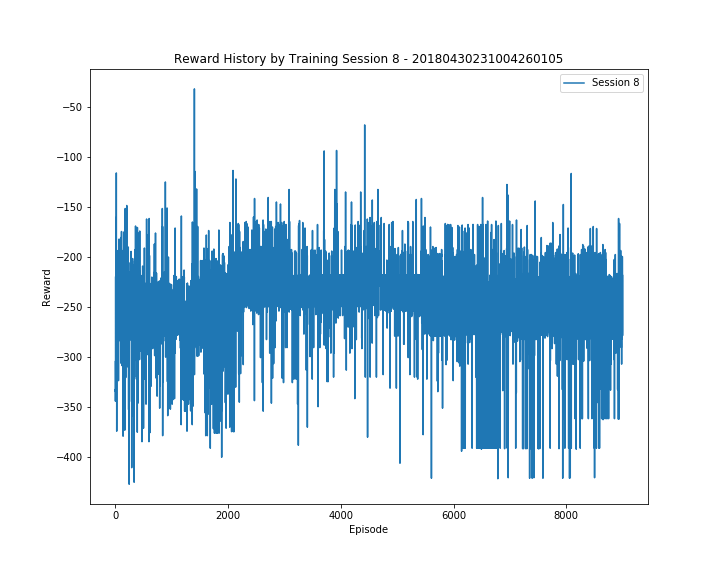 Reward History by Training Session 8 - 20180430231004260105
Session 8
−50
−100
−150
−200
−250
−300
−350
−400
Reward
0 2000 4000 6000 8000
Episode